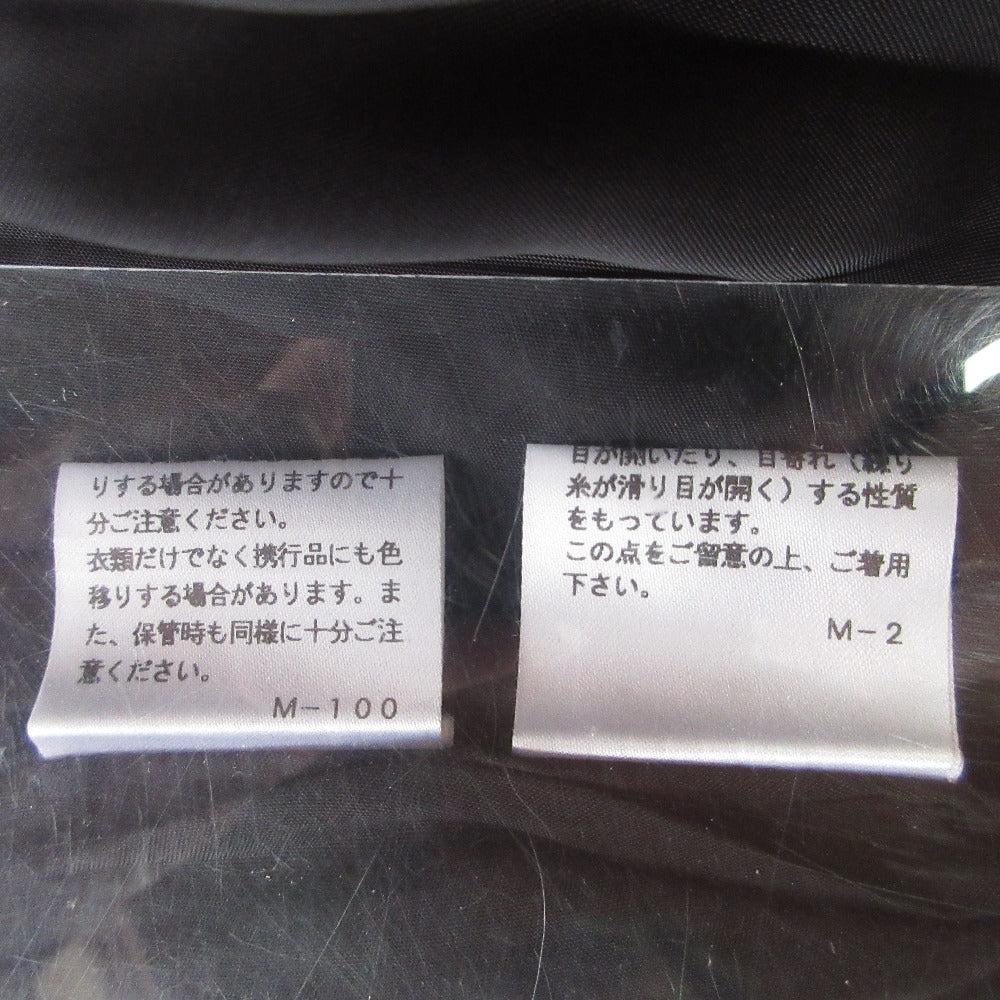 りする場合がありますので十
分ご注意ください。
衣類だけでなく携行品にも色
移りする場合があります。ま
た、保管時も同様に十分ご注
意ください。
M-100
目が開いたり、目寄れ(縫り
糸が滑り目が開く)する性質
をもっています。
この点をご留意の上、ご着用
下さい。
M-2